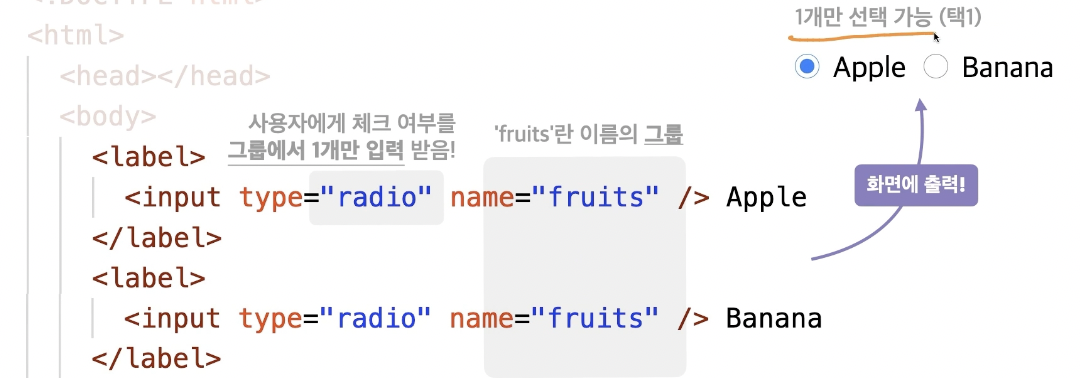 <!DOCTYPE html>
<html>
<head></head>
<body>
<label>
<input type="radio" name="fruits" /> Apple
</label>
<label>
<input type="radio" name="fruits" /> Banana
</label>
사용자에게 체크 여부를
그룹에서 1개만 입력 받음!
'fruits'란 이름의 그룹
1개만 선택 가능 (택1)
Apple Banana
화면에 출력!